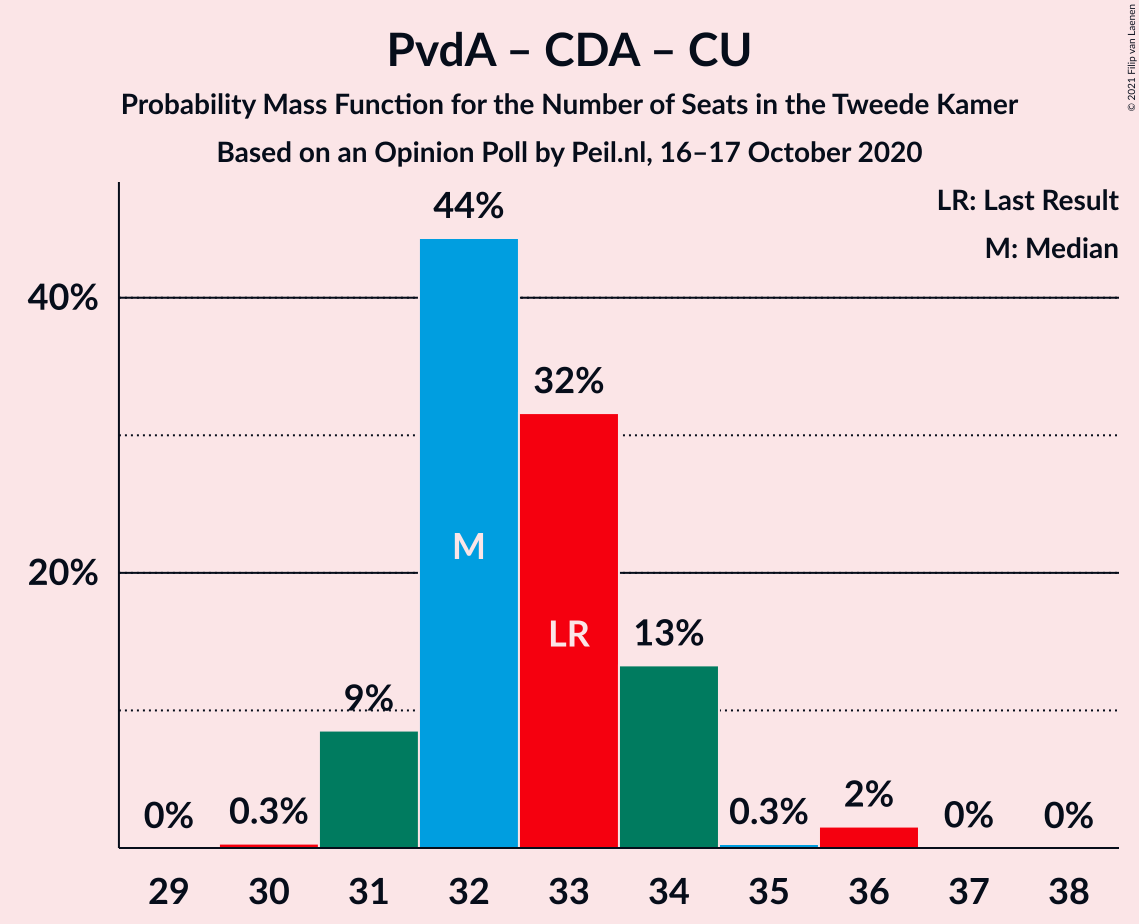 PvdA – CDA – CU
Probability Mass Function for the Number of Seats in the Tweede Kamer
Based on an Opinion Poll by Peil.nl, 16–17 October 2020
© 2021 Filip van Laenen
LR: Last Result
M: Median
40%
20%
0%
0.3%
9%
44%
32%
13%
0.3%
2%
0%
0%
M
LR
29 30 31 32 33 34 35 36 37 38